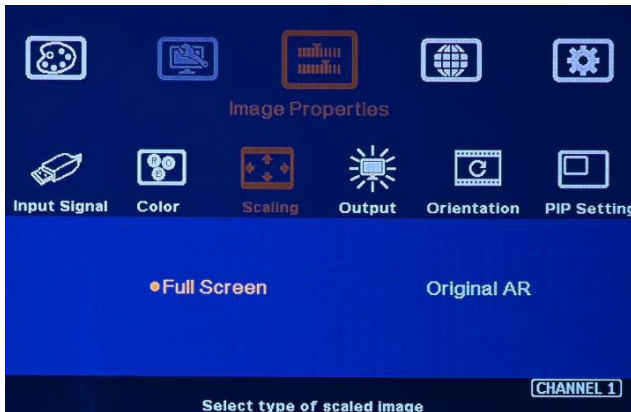 Image Properties
Input Signal Color Scaling Output Orientation PIP Setting
Full Screen Original AR
CHANNEL 1
Select type of scaled image